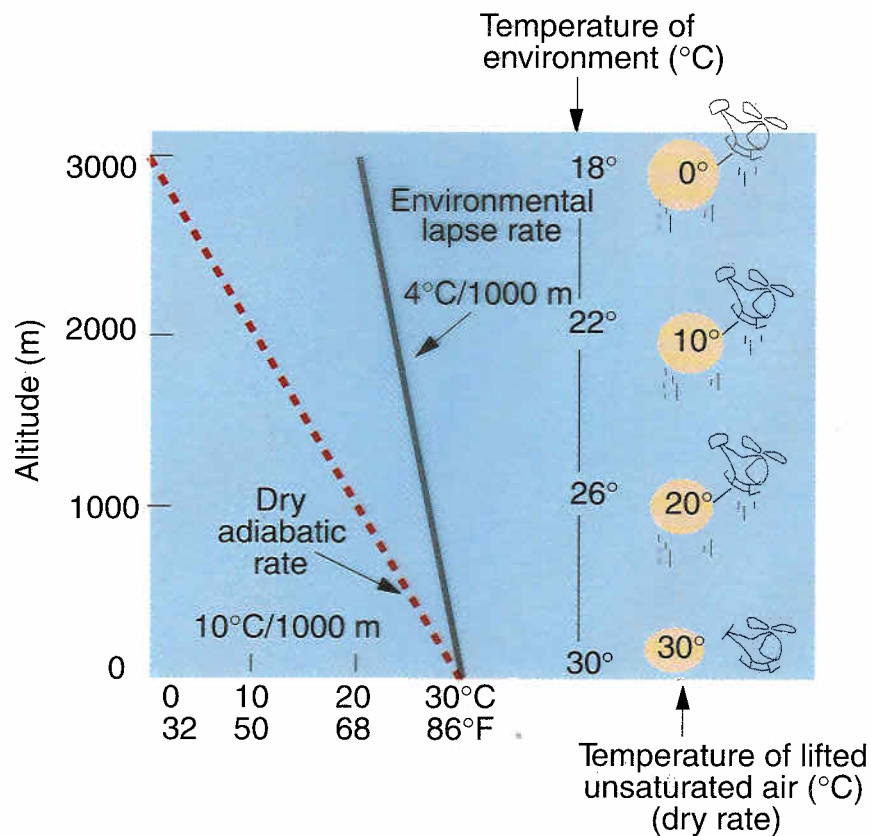 Temperature of
environment (°C)
3000
18°
0°
Environmental
lapse rate
4°C/1000 m
2000
22°
10°
Altitude (m)
1000
26°
20°
Dry
adiabatic
rate
10°C/1000 m
0
30°
30°
0 10 20 30°C
32 50 68 86°F
Temperature of lifted
unsaturated air (°C)
(dry rate)